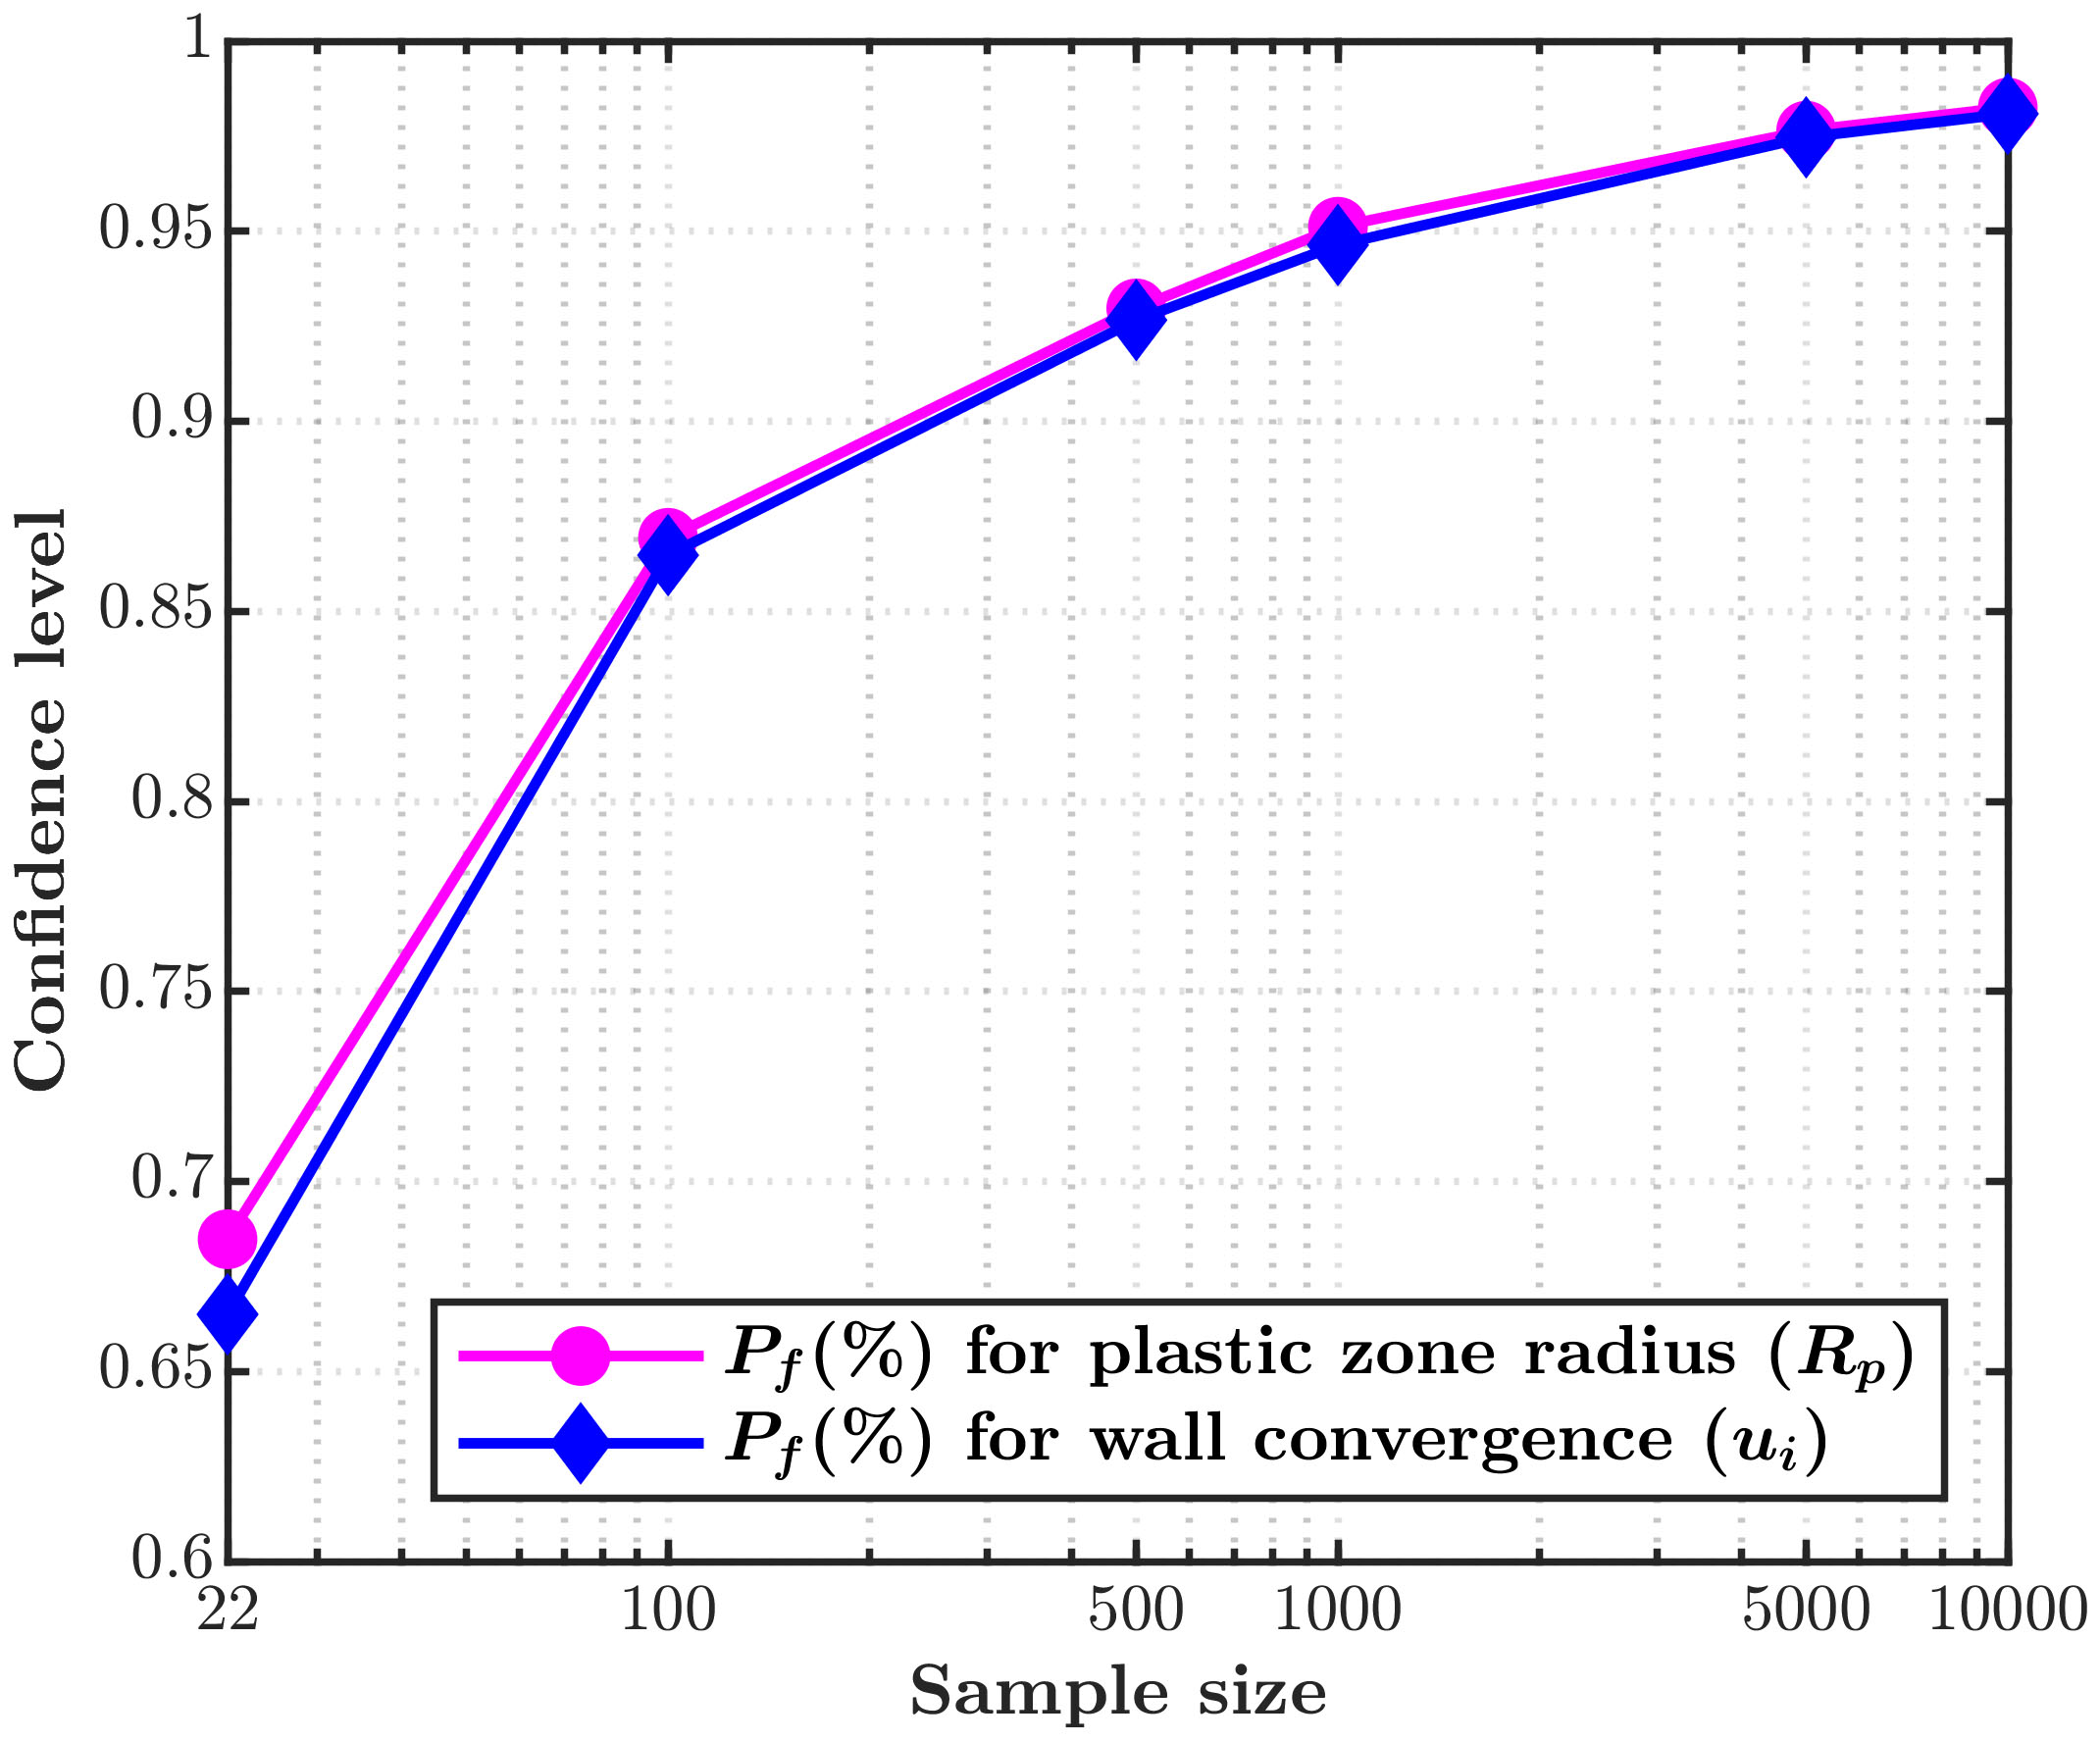 1
0.95
0.9
0.85
0.8
0.75
0.7
0.65
0.6
Confidence level
P_f(%) for plastic zone radius (R_p)
P_f(%) for wall convergence (u_i)
22 100 500 1000 5000 10000
Sample size